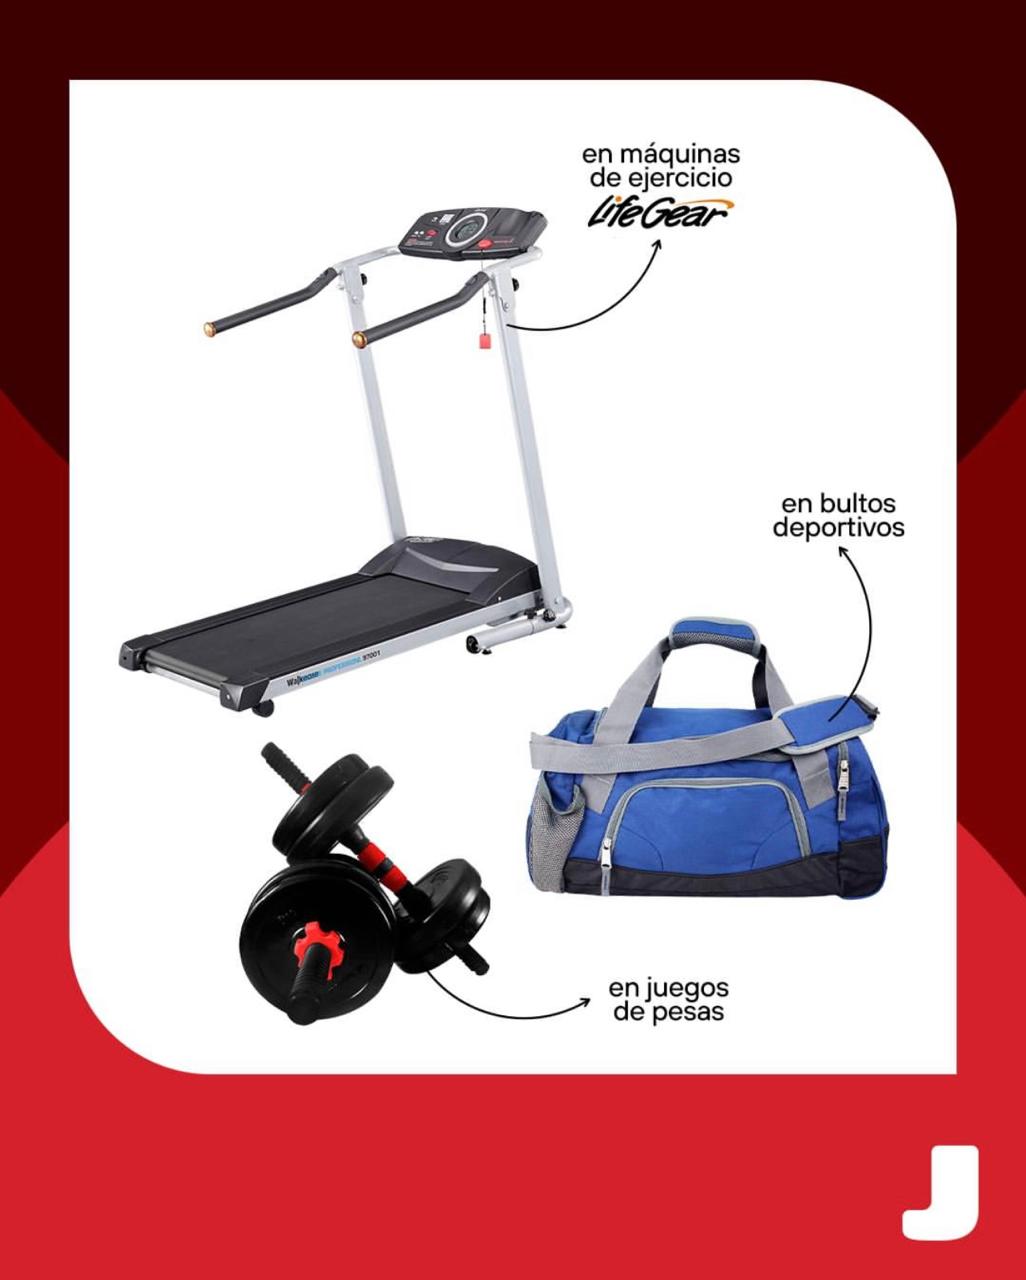 en máquinas
de ejercicio
LifeGear
en bultos
deportivos
Walkease PROFESSIONAL 97001
en juegos
de pesas
J